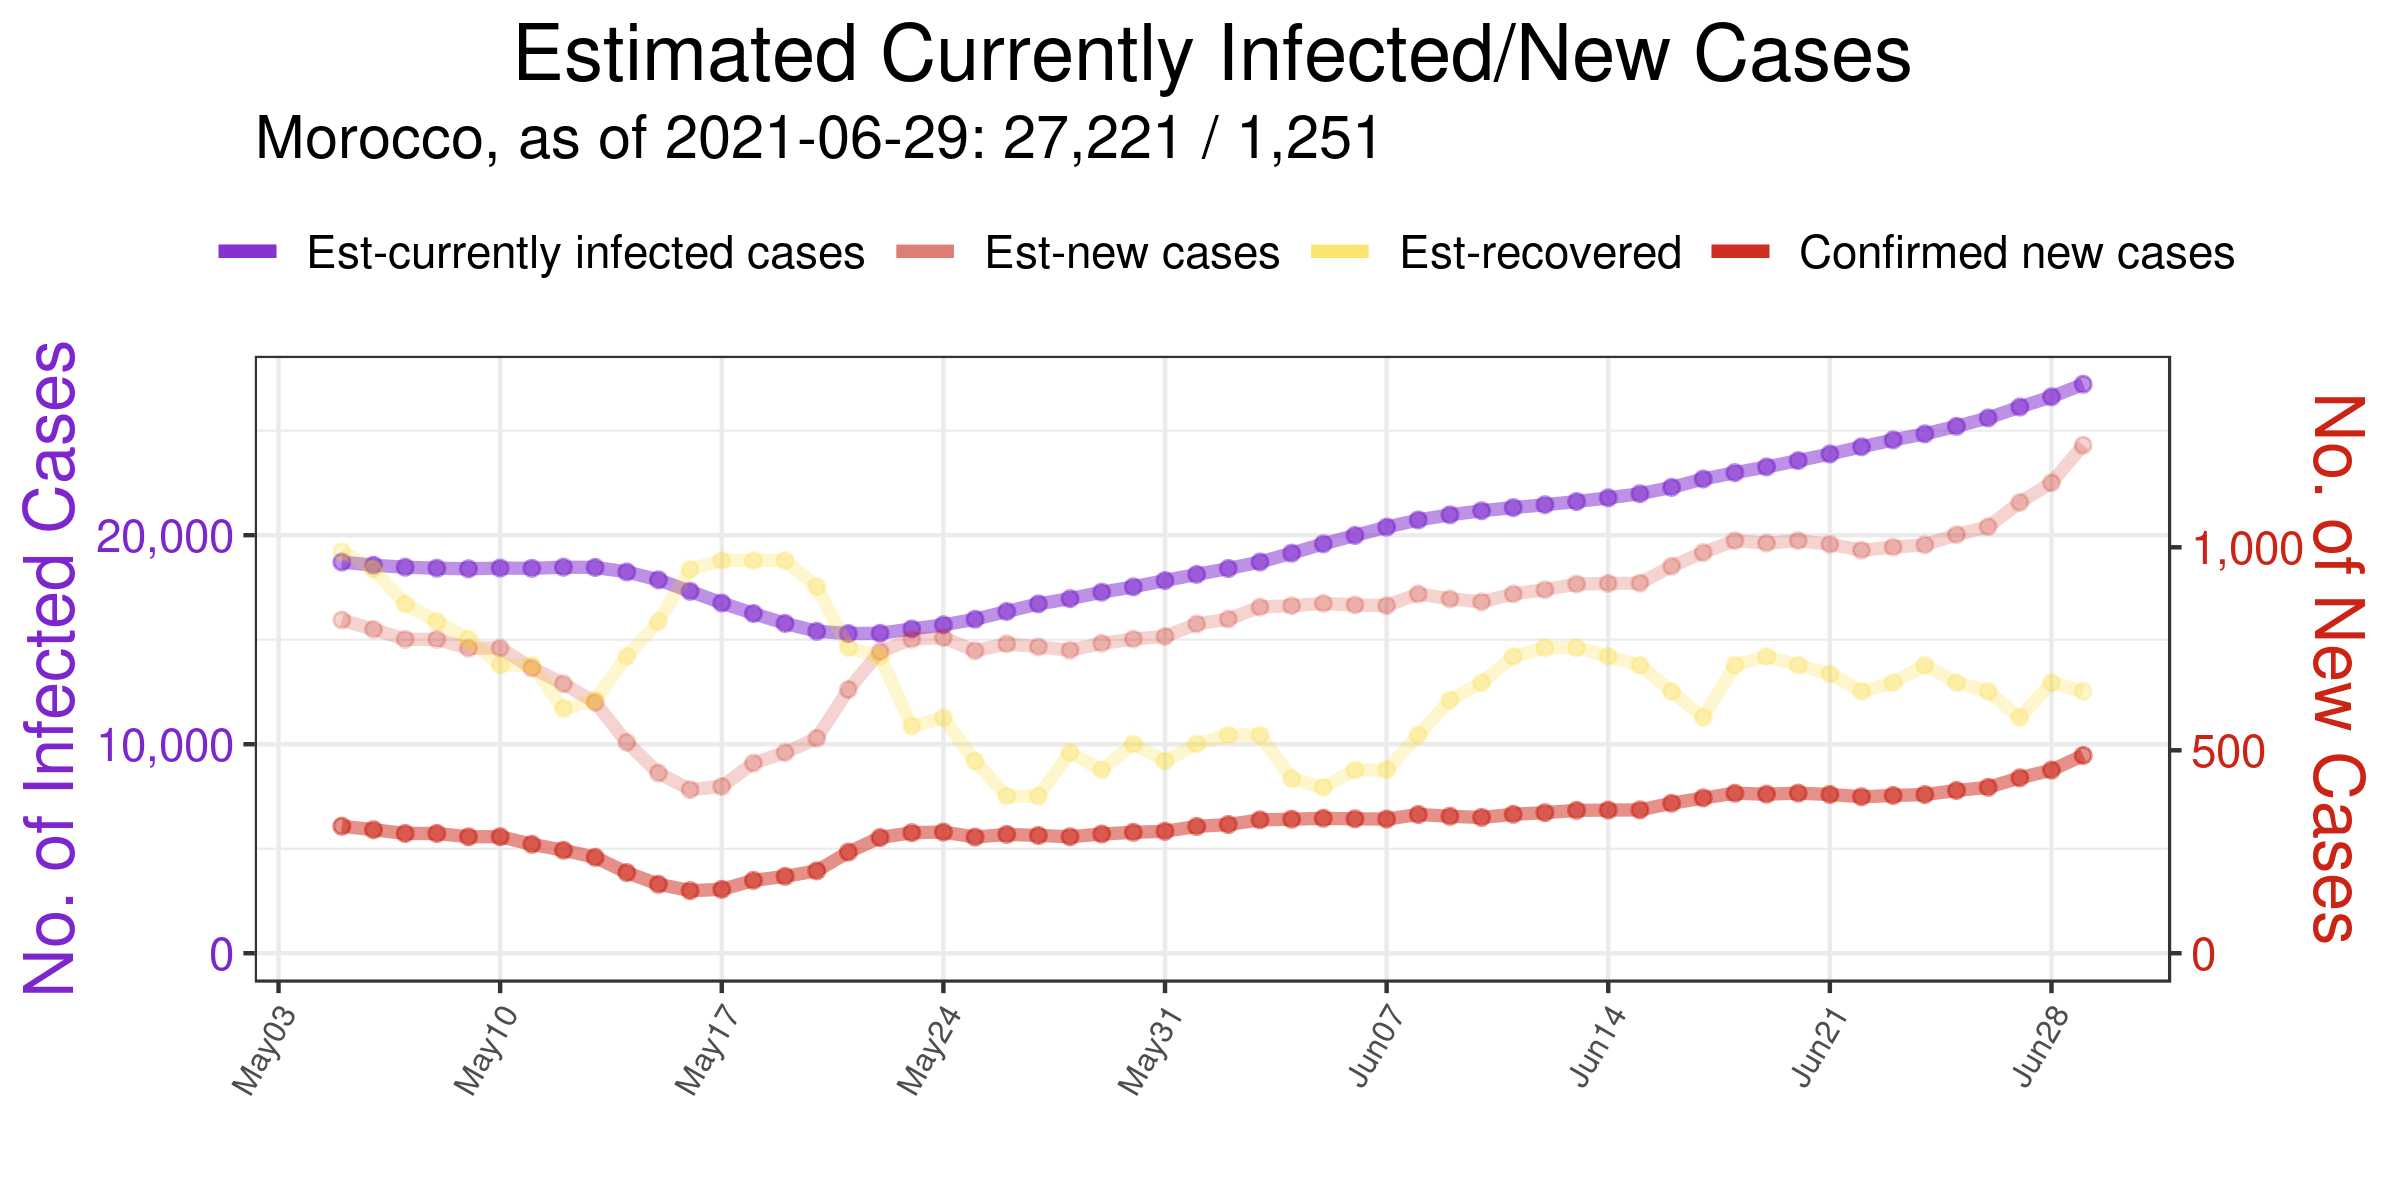 Estimated Currently Infected/New Cases
Morocco, as of 2021-06-29: 27,221 / 1,251
Est-currently infected cases Est-new cases Est-recovered Confirmed new cases
No. of Infected Cases
20,000
10,000
0
No. of New Cases
1,000
500
0
May03 May10 May17 May24 May31 Jun07 Jun14 Jun21 Jun28